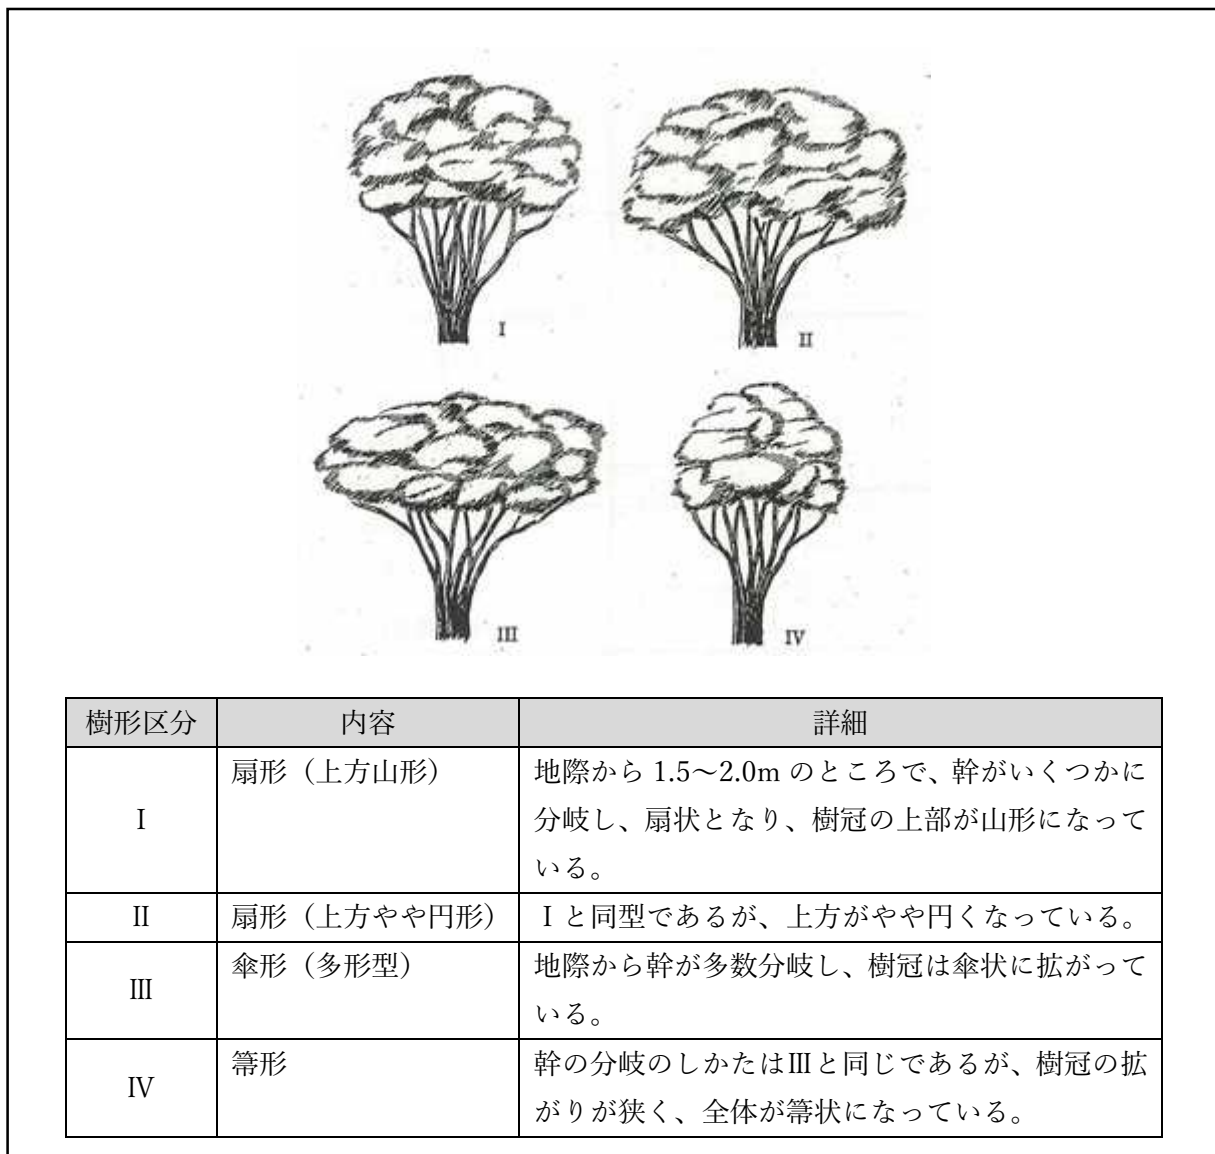 I
II
III
IV
樹形区分 内容 詳細
I 扇形（上方山形） 地際から 1.5～2.0m のところで、幹がいくつかに
分岐し、扇状となり、樹冠の上部が山形になって
いる。
Ⅱ 扇形（上方やや円形） Ⅰと同型であるが、上方がやや円くなっている。
Ⅲ 傘形（多形型） 地際から幹が多数分岐し、樹冠は傘状に拡がって
いる。
Ⅳ 箒形 幹の分岐のしかたはⅢと同じであるが、樹冠の拡
がりが狭く、全体が箒状になっている。